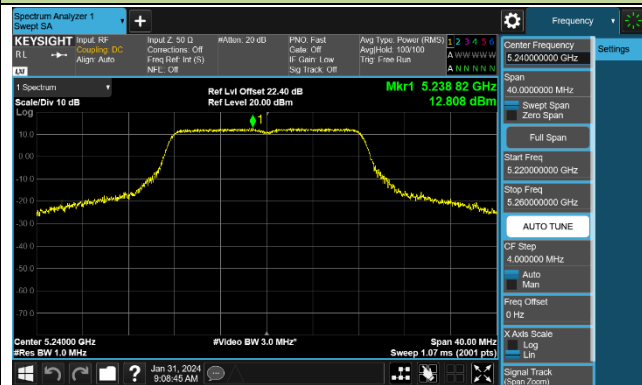 Spectrum Analyzer 1
Swept SA
Frequency
KEYSIGHT
Input: RF
Input Z: 50 Ω
#Atten: 20 dB
PNO: Fast
Avg Type: Power (RMS)
1 2 3 4 5 6
RL
Coupling: DC
Corrections: Off
Gate: Off
Avg|Hold: 100/100
A W W W W W
Align: Auto
Freq Ref: Int (S)
IF Gain: Low
Trig: Free Run
NFE: Off
Sig Track: Off
A N N N N N
LXI
1 Spectrum
Ref Lvl Offset 22.40 dB
Mkr1 5.238 82 GHz
Scale/Div 10 dB
Ref Level 20.00 dBm
12.808 dBm
Log
1
10.0
0.00
-10.0
-20.0
-30.0
-40.0
-50.0
-60.0
-70.0
Center 5.24000 GHz
#Video BW 3.0 MHz*
Span 40.00 MHz
#Res BW 1.0 MHz
Sweep 1.07 ms (2001 pts)
Center Frequency
5.240000000 GHz
Settings
Span
40.0000000 MHz
Swept Span
Zero Span
Full Span
Start Freq
5.220000000 GHz
Stop Freq
5.260000000 GHz
AUTO TUNE
CF Step
4.000000 MHz
Auto
Man
Freq Offset
0 Hz
X Axis Scale
Log
Lin
Signal Track
(Span Zoom)
Jan 31, 2024
9:08:45 AM